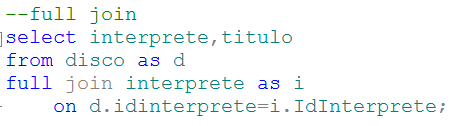 --full join
select interprete,titulo
from disco as d
full join interprete as i
on d.idinterprete=i.IdInterprete;